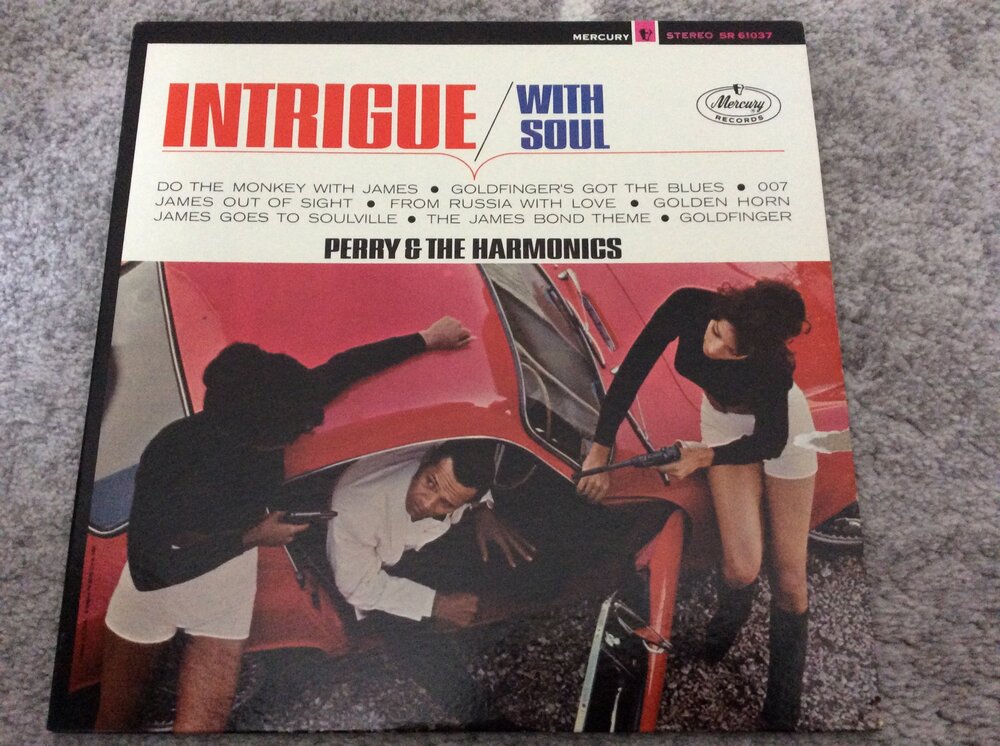 MERCURY STEREO SR 61037
INTRIGUE / WITH SOUL
Mercury
RECORDS
DO THE MONKEY WITH JAMES • GOLDFINGER'S GOT THE BLUES • 007
JAMES OUT OF SIGHT • FROM RUSSIA WITH LOVE • GOLDEN HORN
JAMES GOES TO SOULVILLE • THE JAMES BOND THEME • GOLDFINGER
PERRY & THE HARMONICS